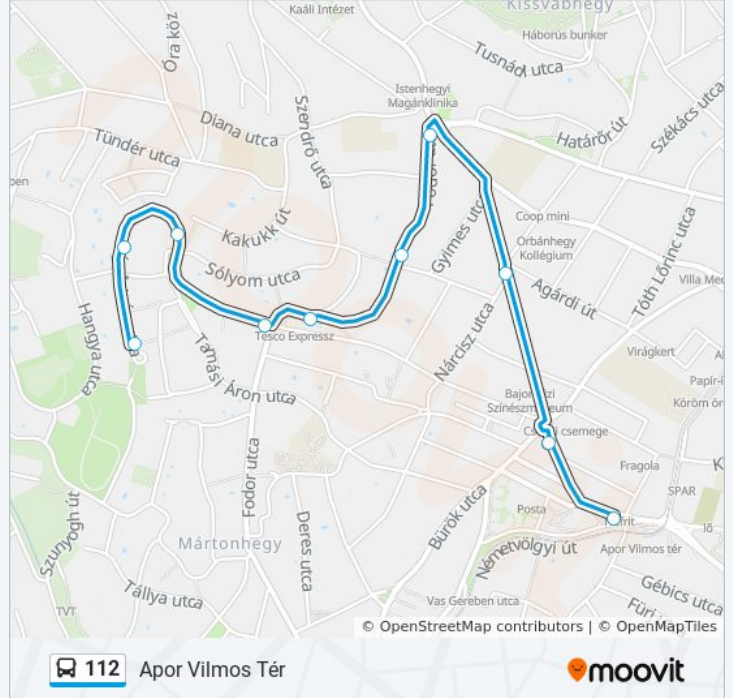 Kaáli Intézet
Kissvábhegy
Óra köz
Háborus bunker
Tusnádi utca
Istenhegyi
Magánklinika
Székács utca
Diana utca
Szendrő utca
Határőr út
Tündér utca
Coop mini
Kakukk út
Gyimes utca
Orbánhegy
Kollégium
Tóth Lőrinc utca
Sólyom utca
Agárdi út
Villa Med
Hangya utca
Tesco Expressz
Nárcisz utca
Virágkert
Tamási Áron utca
Papír-
Bajor Gizi
Színészmúzeum
Köröm
Csemege
Fodor utca
Fragola
SPAR
Bürök utca
Posta
Szunyogh út
Deres utca
Mártonhegy
Németvölgyi út
Apor Vilmos tér
Gébics utca
Tállya utca
Vas Gereben utca
TVT
© OpenStreetMap contributors | © OpenMapTiles
112 Apor Vilmos Tér
moovit